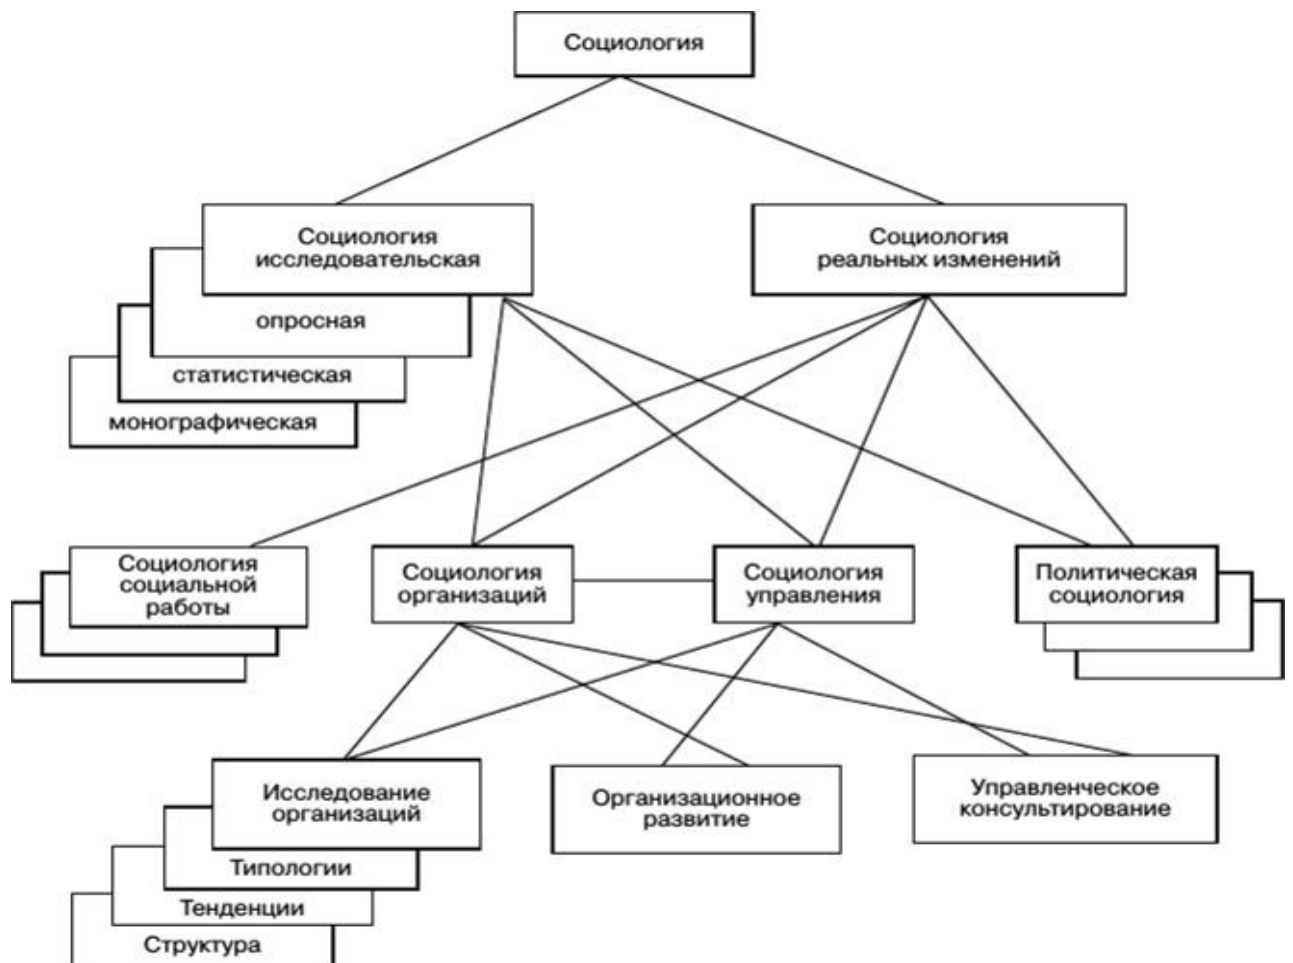 Социология
Социология
исследовательская
Социология
реальных изменений
опросная
статистическая
монографическая
Социология
социальной
работы
Социология
организаций
Социология
управления
Политическая
социология
Исследование
организаций
Организационное
развитие
Управленческое
консультирование
Типологии
Тенденции
Структура